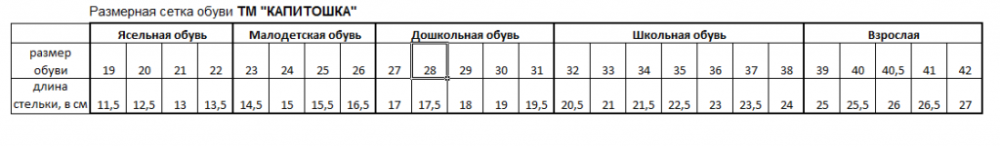 Размерная сетка обуви ТМ "КАПИТОШКА"
Ясельная обувь Малодетская обувь Дошкольная обувь Школьная обувь Взрослая
размер обуви 19 20 21 22 23 24 25 26 27 28 29 30 31 32 33 34 35 36 37 38 39 40 40,5 41 42
длина стельки, в см 11,5 12,5 13 13,5 14,5 15 15,5 16,5 17 17,5 18 19 19,5 20,5 21 21,5 22,5 23 23,5 24 25 25,5 26 26,5 27